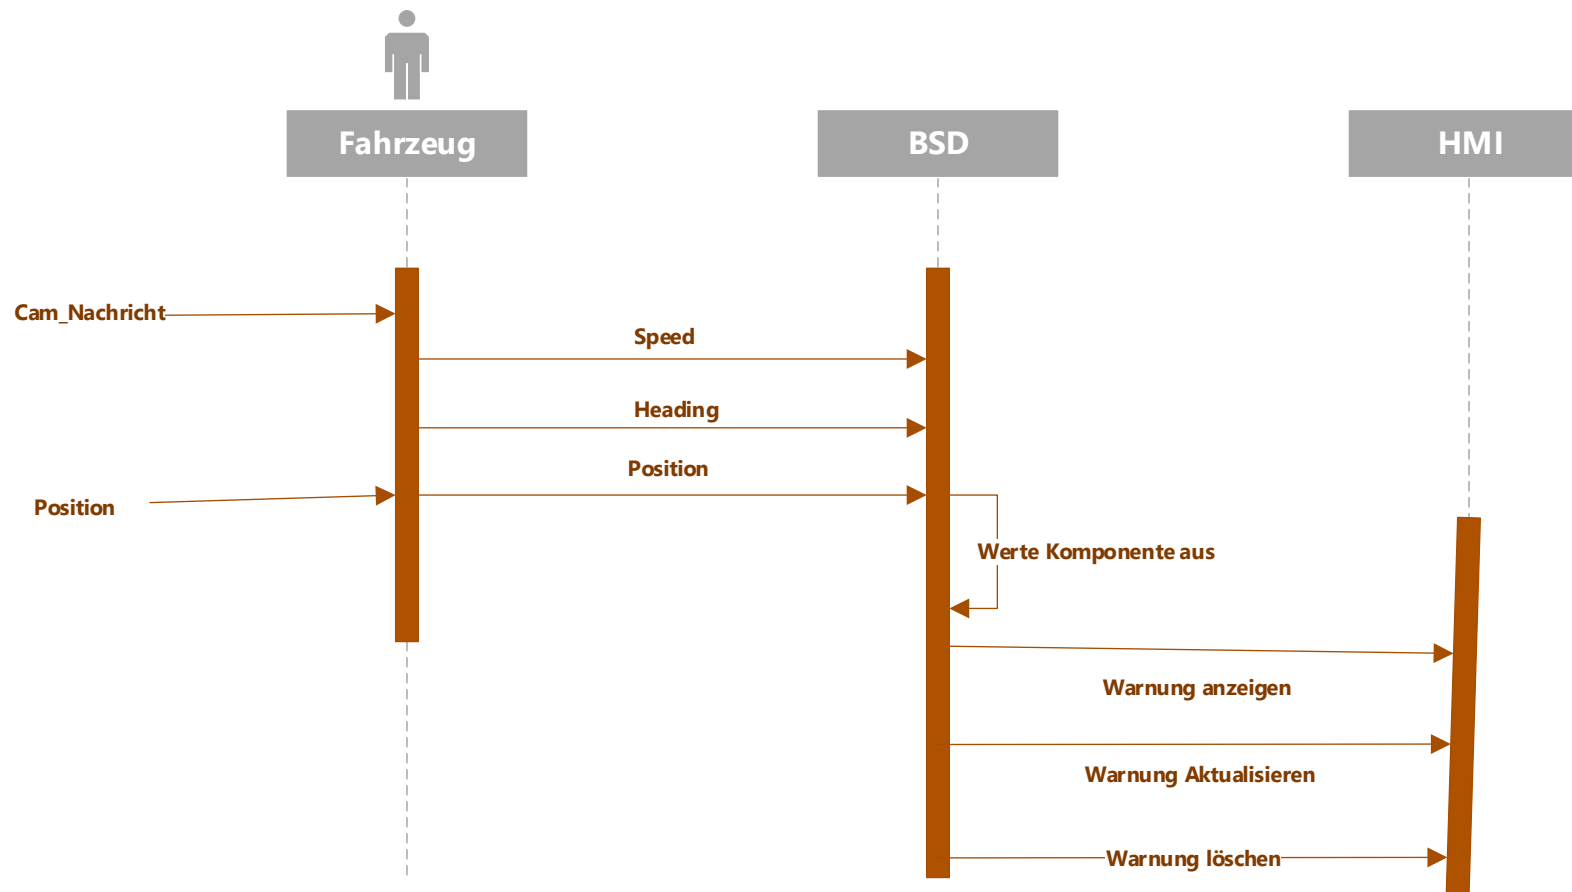 Fahrzeug
BSD
HMI
Cam_Nachricht
Speed
Heading
Position
Position
Werte Komponente aus
Warnung anzeigen
Warnung Aktualisieren
Warnung löschen